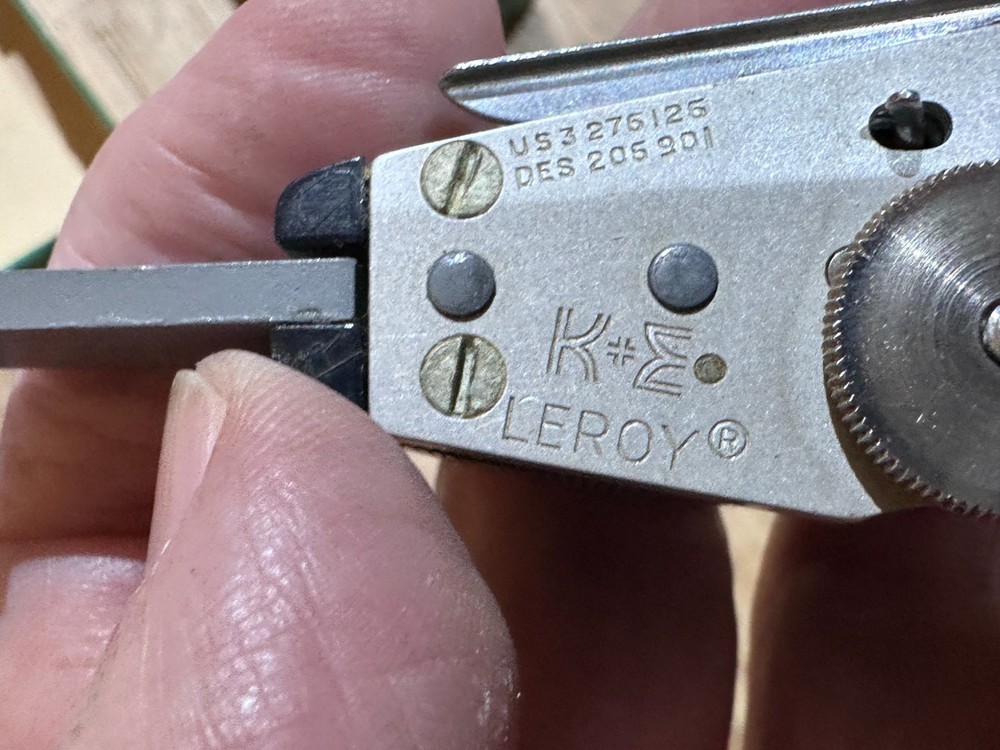 US 3 276 126
DES 205 901
K+M
LEROY®